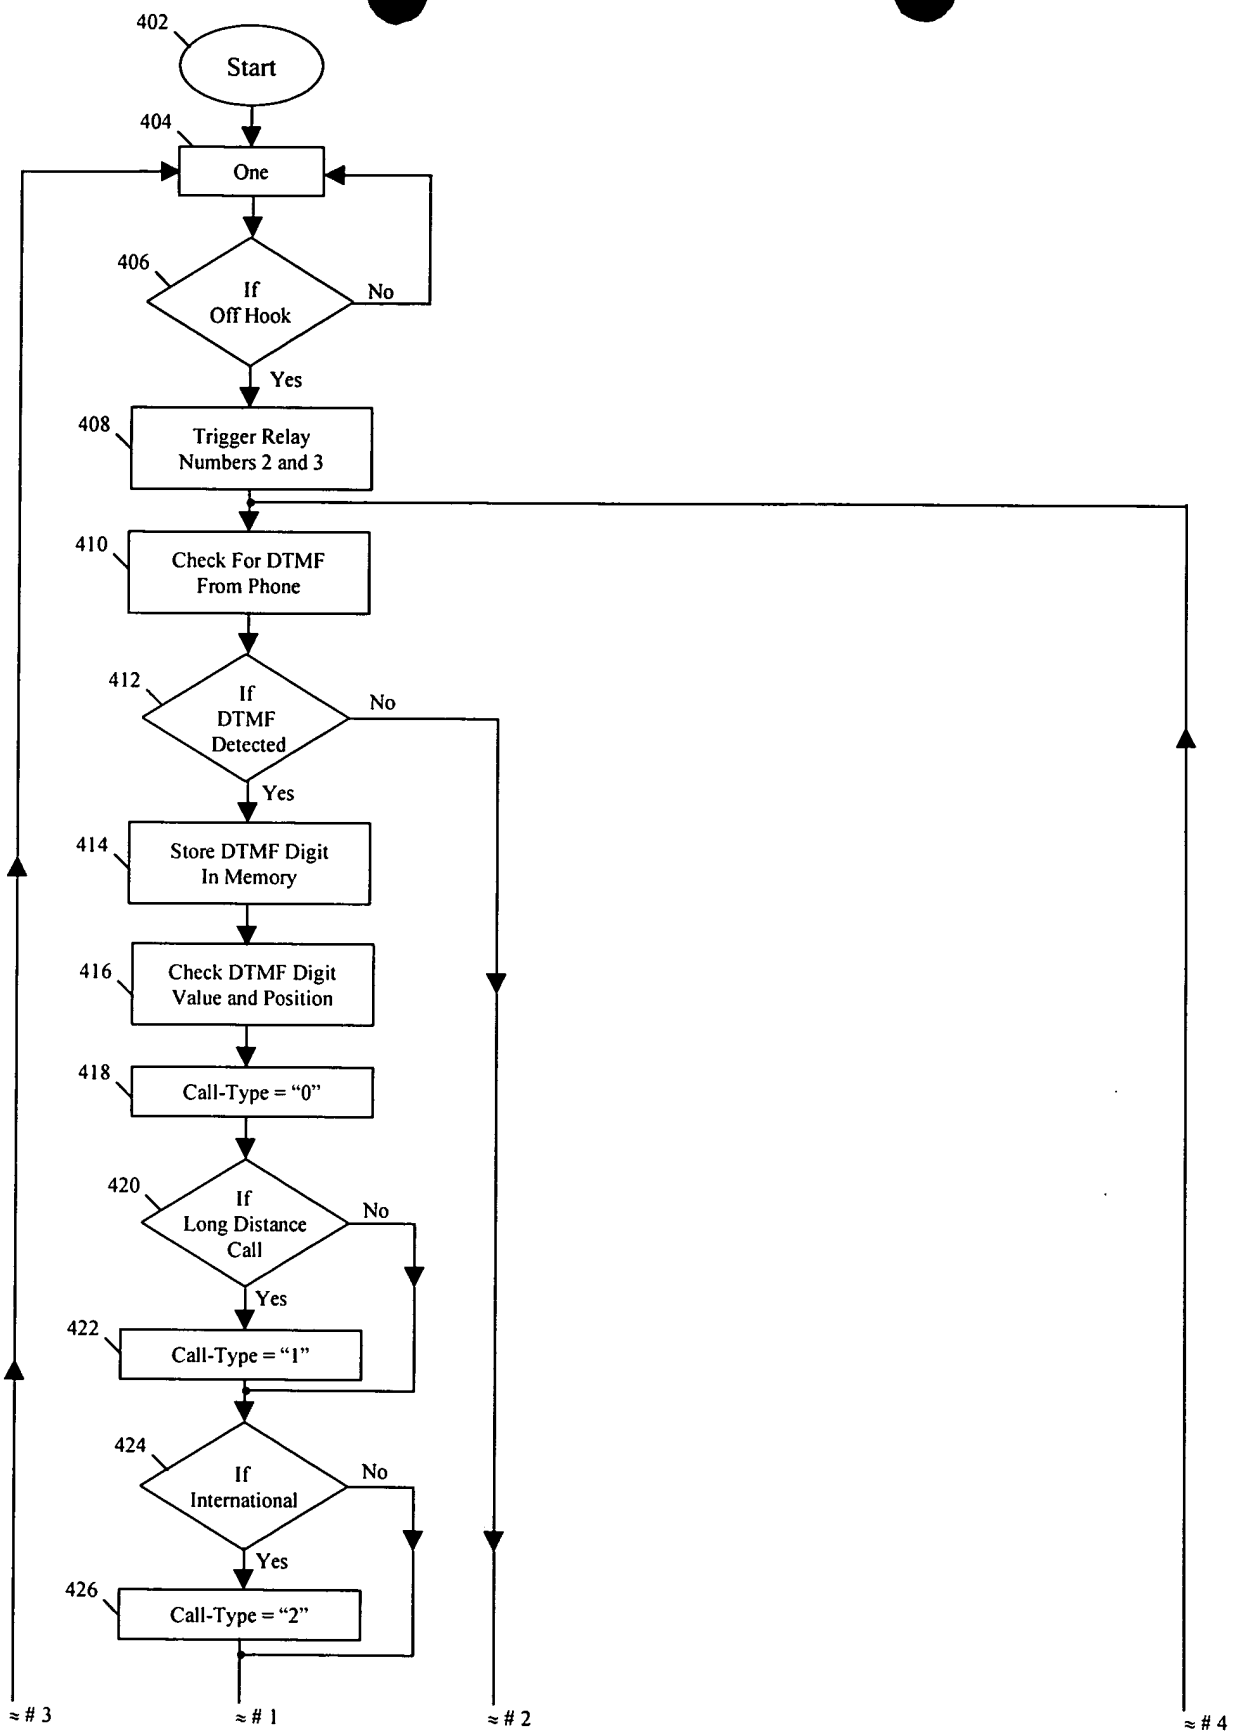 402
Start
404
One
406
If
Off Hook
No
Yes
408
Trigger Relay
Numbers 2 and 3
410
Check For DTMF
From Phone
412
If
DTMF
Detected
No
Yes
414
Store DTMF Digit
In Memory
416
Check DTMF Digit
Value and Position
418
Call-Type = “0”
420
If
Long Distance
Call
No
Yes
422
Call-Type = “1”
424
If
International
No
Yes
426
Call-Type = “2”
≈ # 3
≈ # 1
≈ # 2
≈ # 4